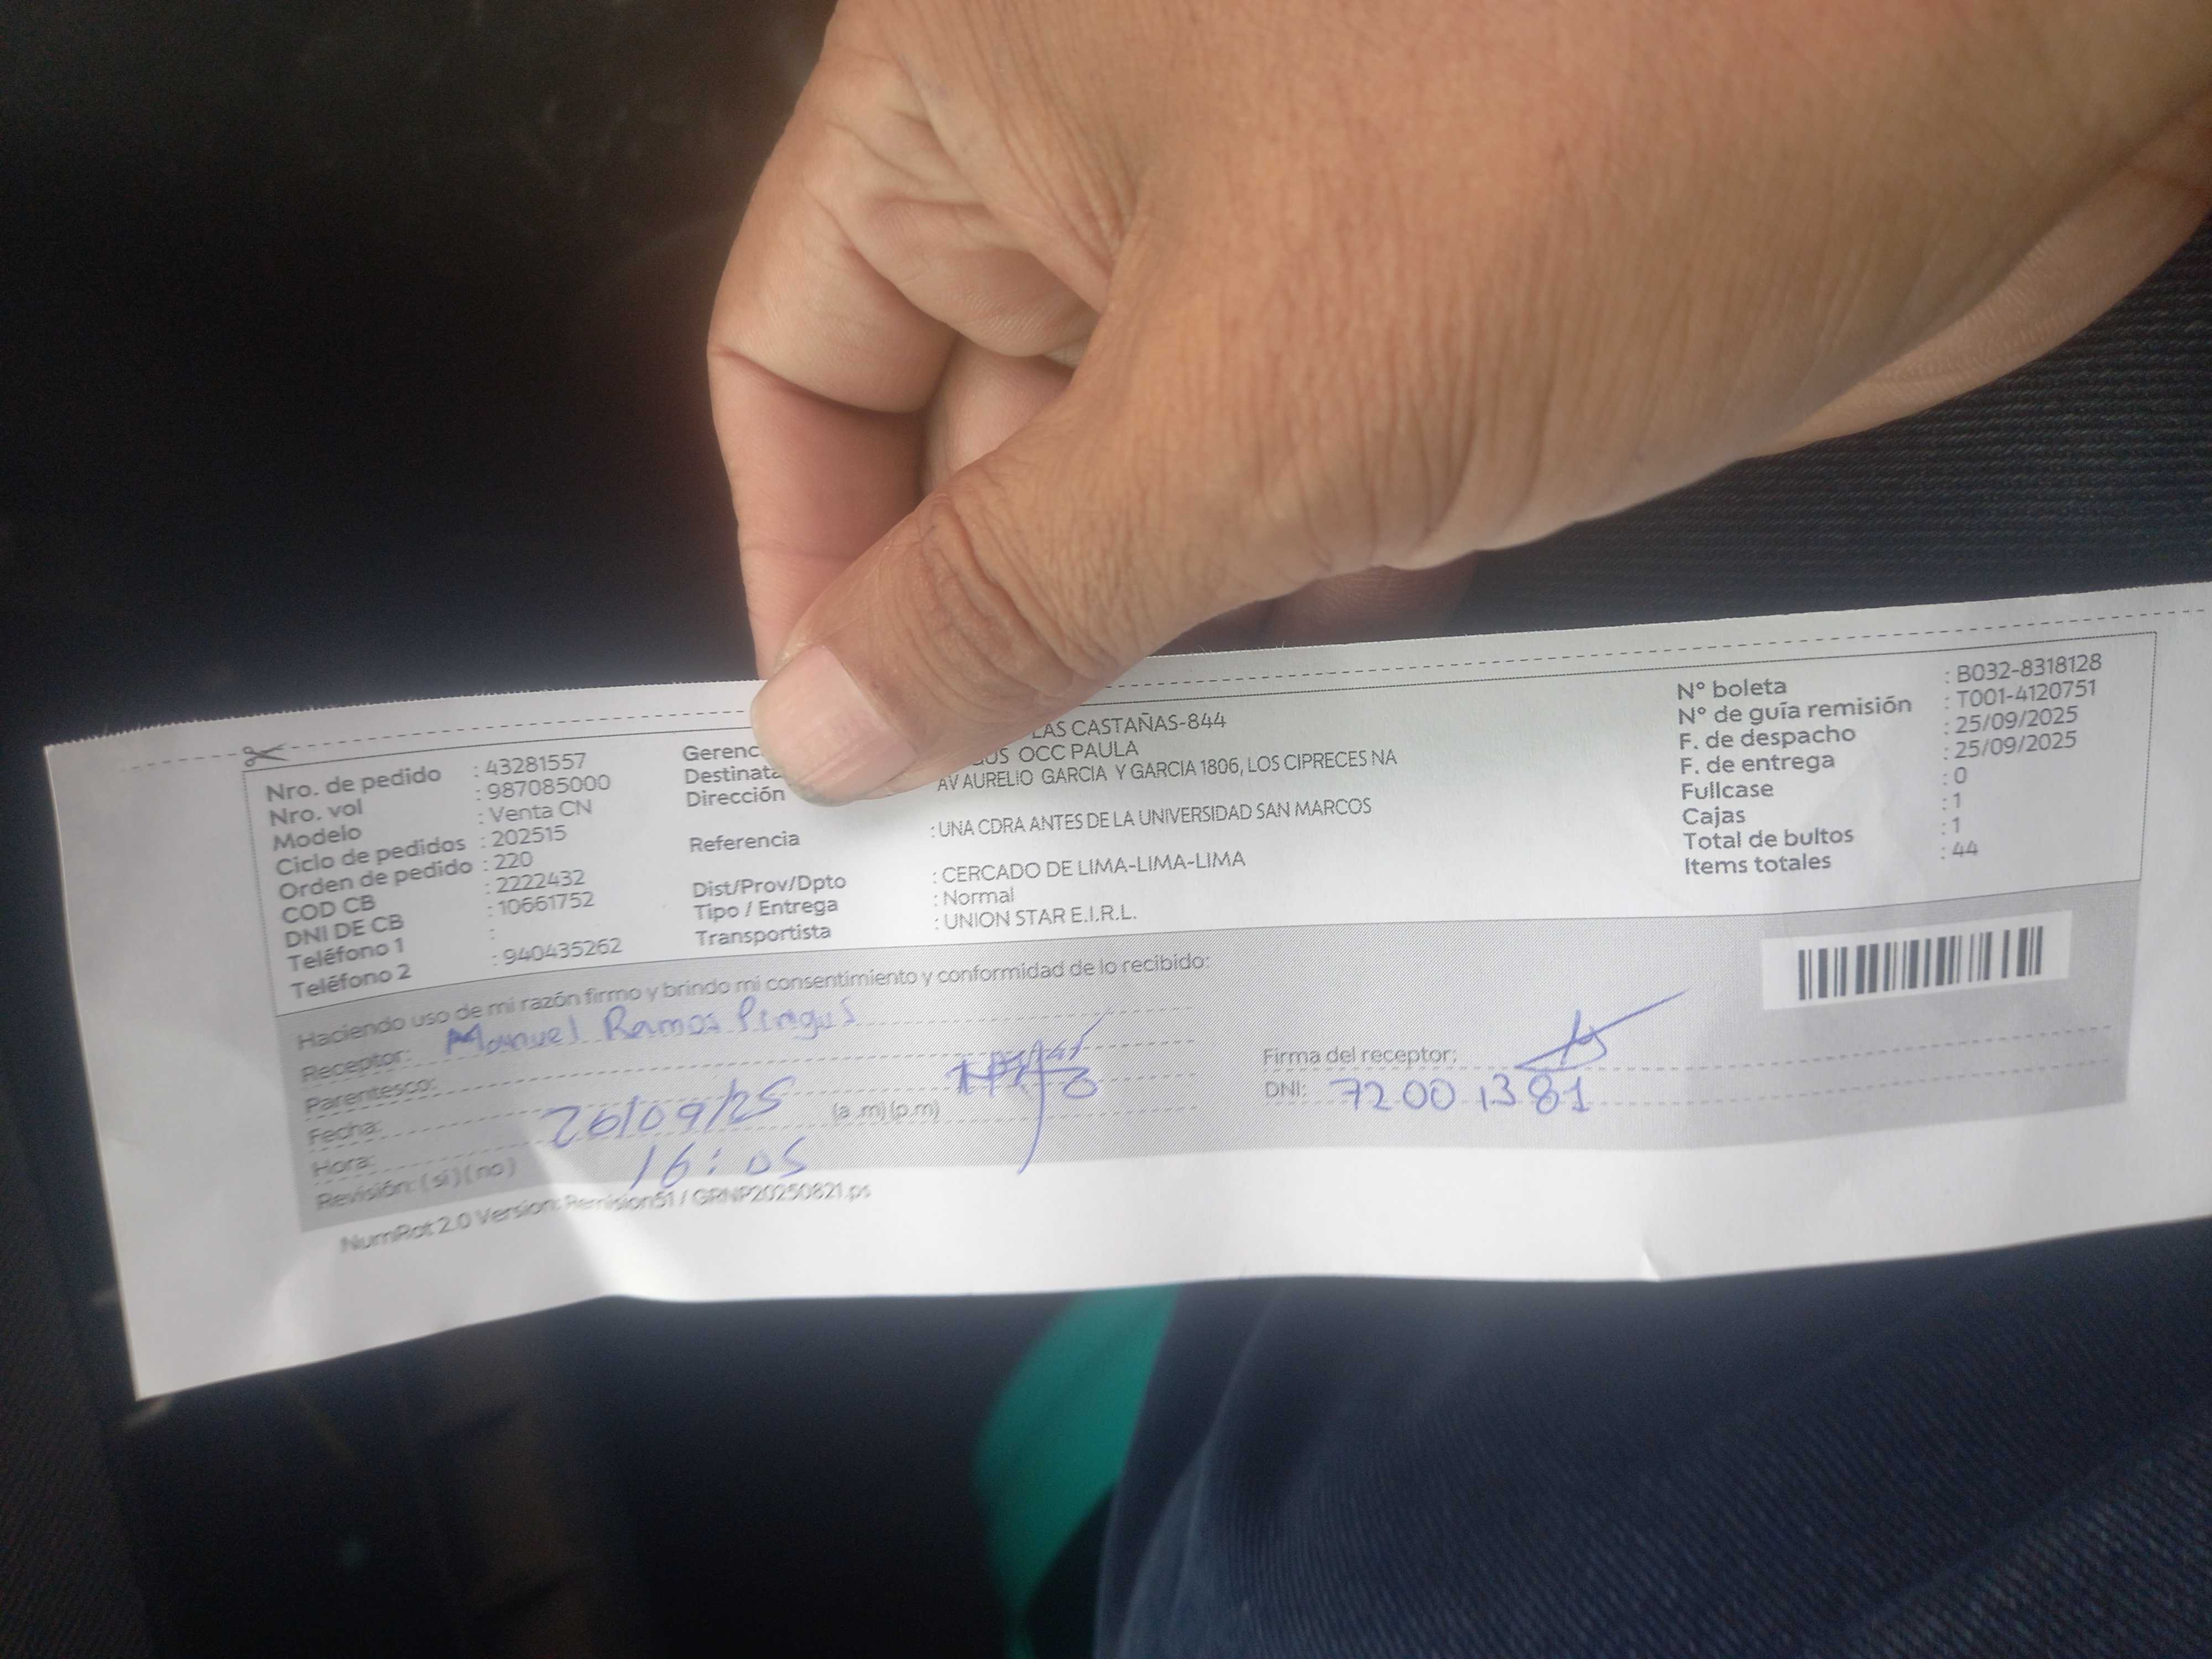 Nro. de pedido : 43281557
Nro. vol : 987085000
Modelo : Venta CN
Ciclo de pedidos : 202515
Orden de pedido : 220
COD CB : 2222432
DNI DE CB : 10661752
Teléfono 1 :
Teléfono 2 : 940435262
Gerenc LAS CASTAÑAS-844
Destinata OCC PAULA
Dirección AV AURELIO GARCIA Y GARCIA 1806, LOS CIPRECES NA
Referencia : UNA CDRA ANTES DE LA UNIVERSIDAD SAN MARCOS
Dist/Prov/Dpto : CERCADO DE LIMA-LIMA-LIMA
Tipo / Entrega : Normal
Transportista : UNION STAR E.I.R.L.
N° boleta : B032-8318128
N° de guía remisión : T001-4120751
F. de despacho : 25/09/2025
F. de entrega : 25/09/2025
Fullcase : 0
Cajas : 1
Total de bultos : 1
Items totales : 44
Haciendo uso de mi razón firmo y brindo mi consentimiento y conformidad de lo recibido:
Receptor: Manuel Ramos Pingus
Parentesco:
Fecha: 26/09/25
Hora: 16:05 (a.m)(p.m)
Revisión: (si)(no)
Firma del receptor:
DNI: 72001381
NumRot 2.0 Version: Remision51 / GRNP20250821.ps